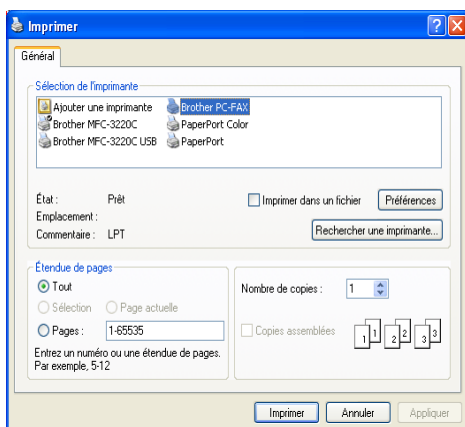 Imprimer
Général
Sélection de l'imprimante
Ajouter une imprimante
Brother PC-FAX
Brother MFC-3220C
PaperPort Color
Brother MFC-3220C USB
PaperPort
État : Prêt
Imprimer dans un fichier
Préférences
Emplacement :
Commentaire : LPT
Rechercher une imprimante...
Étendue de pages
Tout
Sélection
Page actuelle
Pages : 1-65535
Entrez un numéro ou une étendue de pages.
Par exemple, 5-12
Nombre de copies : 1
Copies assemblées
1 1 2 2 3 3
Imprimer
Annuler
Appliquer